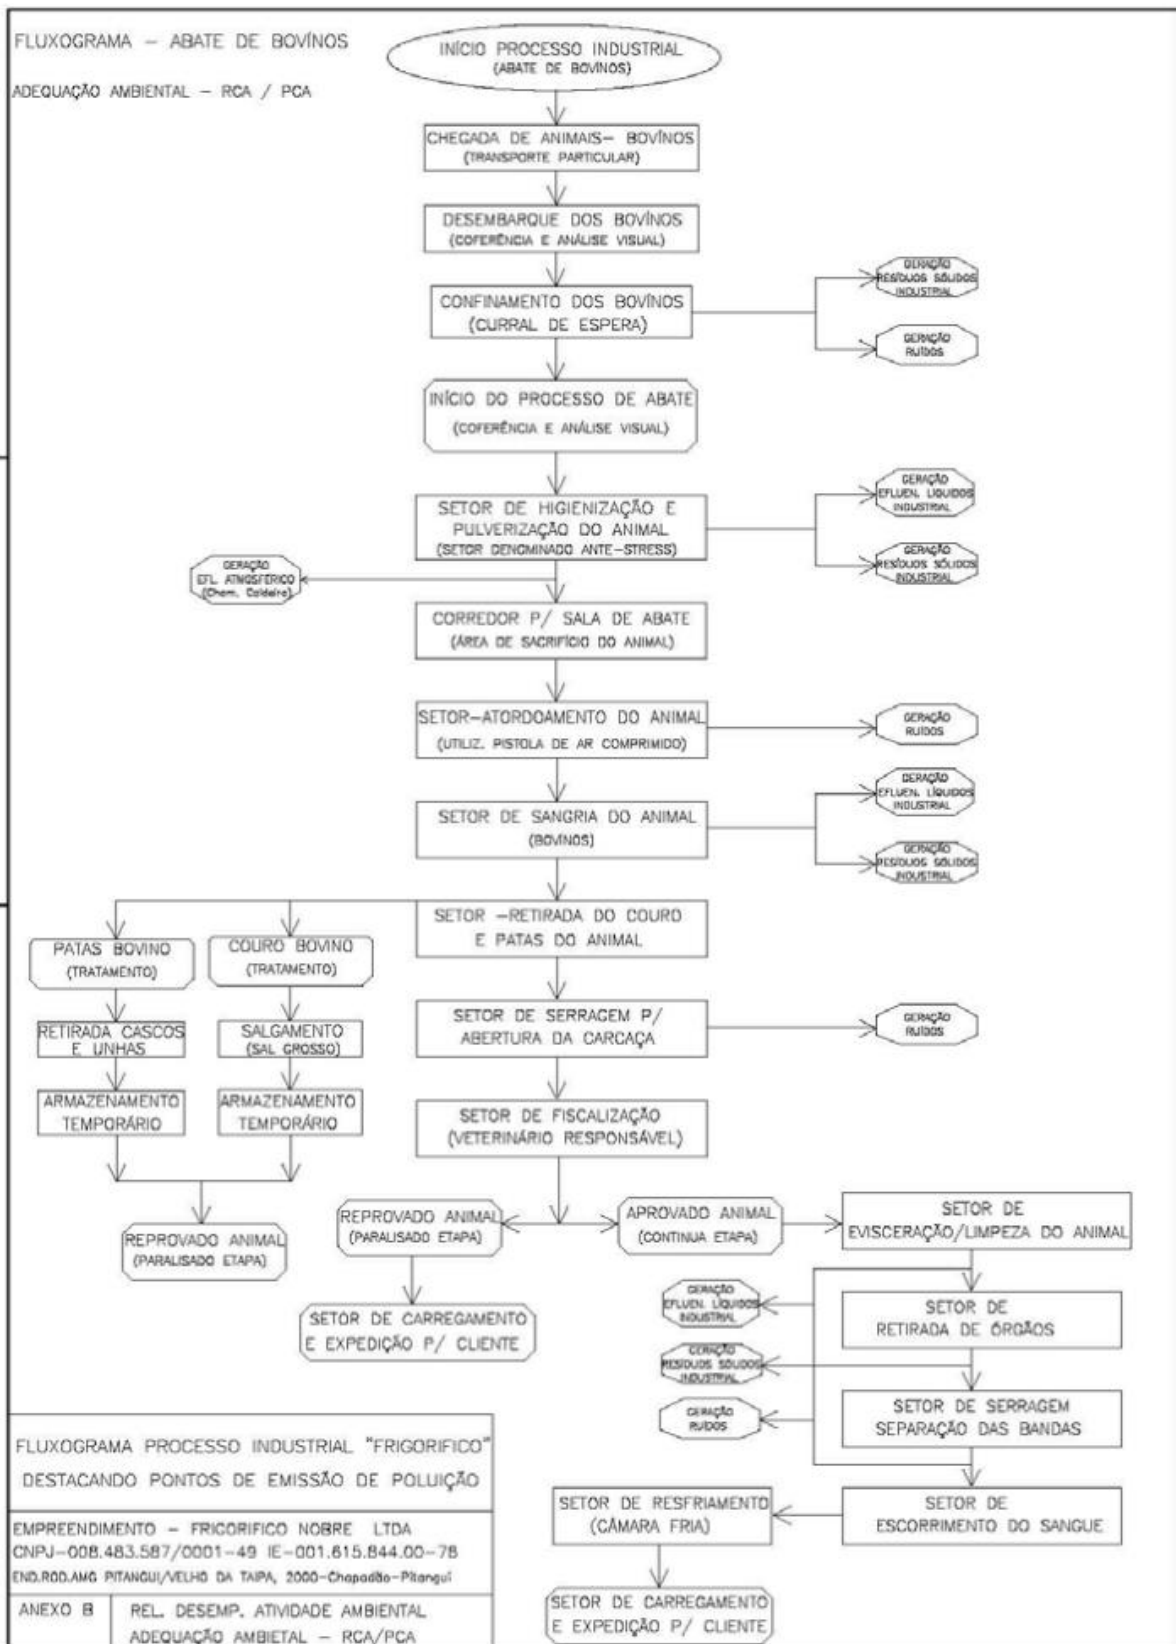 FLUXOGRAMA - ABATE DE BOVÍNOS
ADEQUAÇÃO AMBIENTAL - RCA / PCA
INÍCIO PROCESSO INDUSTRIAL
(ABATE DE BOVÍNOS)
CHEGADA DE ANIMAIS- BOVÍNOS
(TRANSPORTE PARTICULAR)
DESEMBARQUE DOS BOVÍNOS
(COFERÊNCIA E ANÁLISE VISUAL)
CONFINAMENTO DOS BOVÍNOS
(CURRAL DE ESPERA)
GERAÇÃO
RESÍDUOS SÓLIDOS
INDUSTRIAL
GERAÇÃO
RUÍDOS
INÍCIO DO PROCESSO DE ABATE
(COFERÊNCIA E ANÁLISE VISUAL)
SETOR DE HIGIENIZAÇÃO E
PULVERIZAÇÃO DO ANIMAL
(SETOR DENOMINADO ANTE-STRESS)
GERAÇÃO
EFLUEN. LÍQUIDOS
INDUSTRIAL
GERAÇÃO
RESÍDUOS SÓLIDOS
INDUSTRIAL
GERAÇÃO
EFL. ATMOSFÉRICO
(Cham. Caldeira)
CORREDOR P/ SALA DE ABATE
(ÁREA DE SACRIFÍCIO DO ANIMAL)
SETOR-ATORDOAMENTO DO ANIMAL
(UTILIZ. PISTOLA DE AR COMPRIMIDO)
GERAÇÃO
RUÍDOS
SETOR DE SANGRIA DO ANIMAL
(BOVINOS)
GERAÇÃO
EFLUEN. LÍQUIDOS
INDUSTRIAL
GERAÇÃO
RESÍDUOS SÓLIDOS
INDUSTRIAL
SETOR -RETIRADA DO COURO
E PATAS DO ANIMAL
PATAS BOVINO
(TRATAMENTO)
COURO BOVINO
(TRATAMENTO)
RETIRADA CASCOS
E UNHAS
SALGAMENTO
(SAL GROSSO)
ARMAZENAMENTO
TEMPORÁRIO
ARMAZENAMENTO
TEMPORÁRIO
REPROVADO ANIMAL
(PARALISADO ETAPA)
SETOR DE SERRAGEM P/
ABERTURA DA CARCAÇA
GERAÇÃO
RUÍDOS
SETOR DE FISCALIZAÇÃO
(VETERINÁRIO RESPONSÁVEL)
REPROVADO ANIMAL
(PARALISADO ETAPA)
APROVADO ANIMAL
(CONTINUA ETAPA)
SETOR DE
EVISCERAÇÃO/LIMPEZA DO ANIMAL
SETOR DE CARREGAMENTO
E EXPEDIÇÃO P/ CLIENTE
GERAÇÃO
EFLUEN. LÍQUIDOS
INDUSTRIAL
SETOR DE
RETIRADA DE ÓRGÃOS
GERAÇÃO
RESÍDUOS SÓLIDOS
INDUSTRIAL
GERAÇÃO
RUÍDOS
SETOR DE SERRAGEM
SEPARAÇÃO DAS BANDAS
SETOR DE RESFRIAMENTO
(CÂMARA FRIA)
SETOR DE
ESCORRIMENTO DO SANGUE
SETOR DE CARREGAMENTO
E EXPEDIÇÃO P/ CLIENTE
FLUXOGRAMA PROCESSO INDUSTRIAL "FRIGORIFICO"
DESTACANDO PONTOS DE EMISSÃO DE POLUIÇÃO
EMPREENDIMENTO - FRIGORIFICO NOBRE LTDA
CNPJ-008.483.587/0001-49 IE-001.615.844.00-78
END.ROD.AMG PITANGUI/VELHO DA TAIPA, 2000-Chapadão-Pitangui
ANEXO B
REL. DESEMP. ATIVIDADE AMBIENTAL
ADEQUAÇÃO AMBIETAL - RCA/PCA